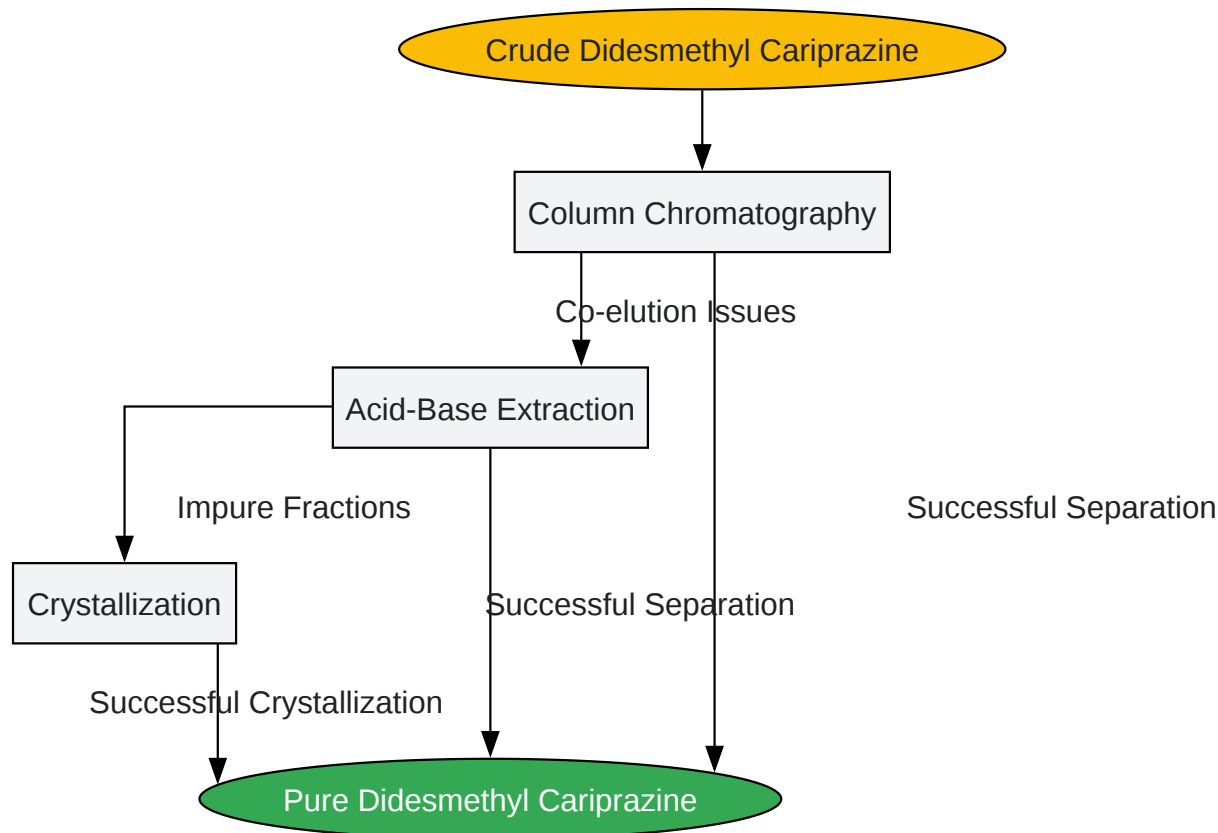 Crude Didesmethyl Cariprazine
Column Chromatography
Co-elution Issues
Acid-Base Extraction
Impure Fractions
Successful Separation
Crystallization
Successful Separation
Successful Crystallization
Pure Didesmethyl Cariprazine